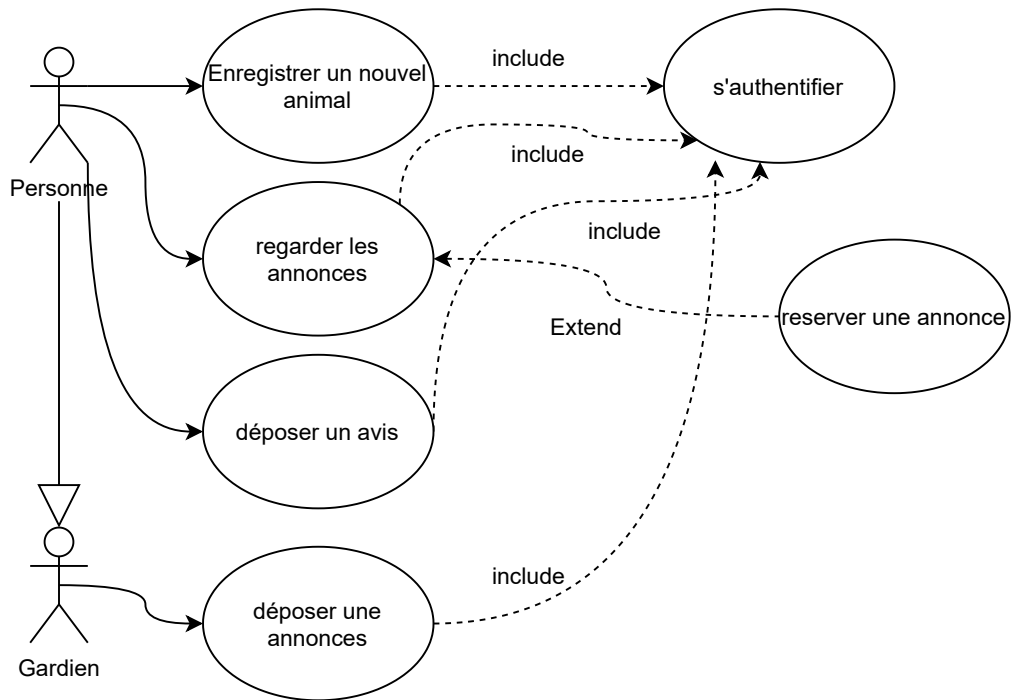 Enregistrer un nouvel
animal
include
s'authentifier
include
Personne
regarder les
annonces
include
Extend
reserver une annonce
déposer un avis
include
déposer une
annonces
Gardien